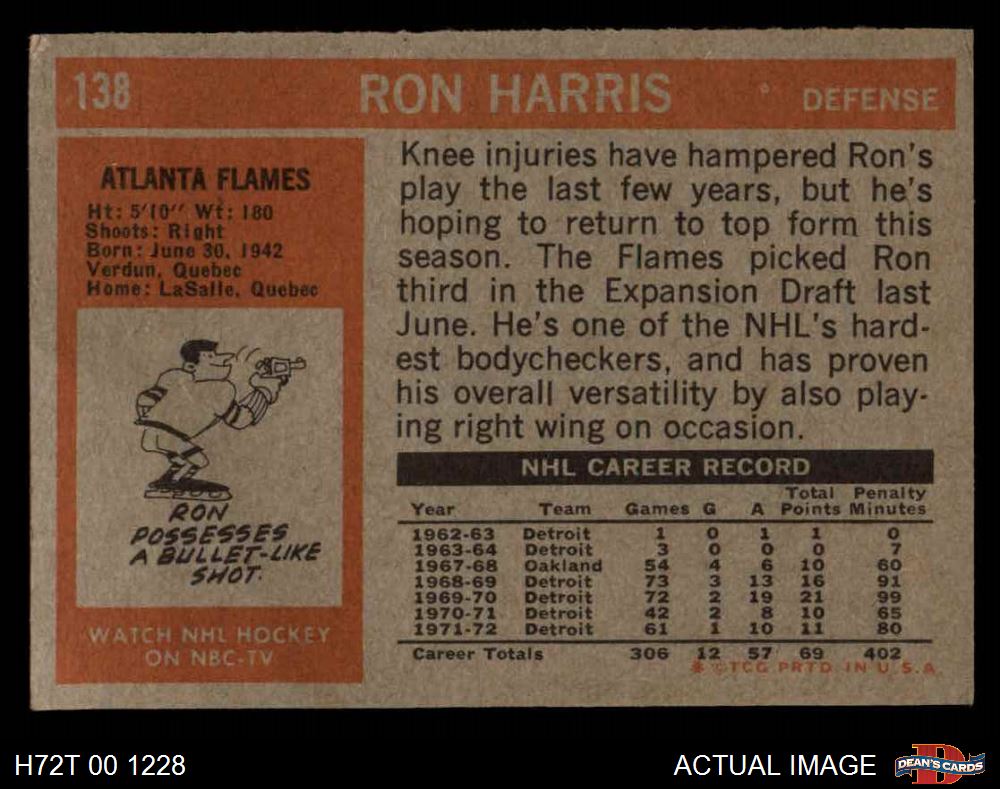 138 RON HARRIS DEFENSE
ATLANTA FLAMES
Ht: 5'10" Wt: 180
Shoots: Right
Born: June 30, 1942
Verdun, Quebec
Home: LaSalle, Quebec
RON
POSSESSES
A BULLET-LIKE
SHOT.
WATCH NHL HOCKEY
ON NBC-TV
Knee injuries have hampered Ron's
play the last few years, but he's
hoping to return to top form this
season. The Flames picked Ron
third in the Expansion Draft last
June. He's one of the NHL's hard-
est bodycheckers, and has proven
his overall versatility by also play-
ing right wing on occasion.
NHL CAREER RECORD
Total Penalty
Year Team Games G A Points Minutes
1962-63 Detroit 1 0 1 1 0
1963-64 Detroit 3 0 0 0 7
1967-68 Oakland 54 4 6 10 60
1968-69 Detroit 73 3 13 16 91
1969-70 Detroit 72 2 19 21 99
1970-71 Detroit 42 2 8 10 65
1971-72 Detroit 61 1 10 11 80
Career Totals 306 12 57 69 402
* ©TCG PRTD. IN U.S.A.
H72T 00 1228 ACTUAL IMAGE DEAN'S CARDS